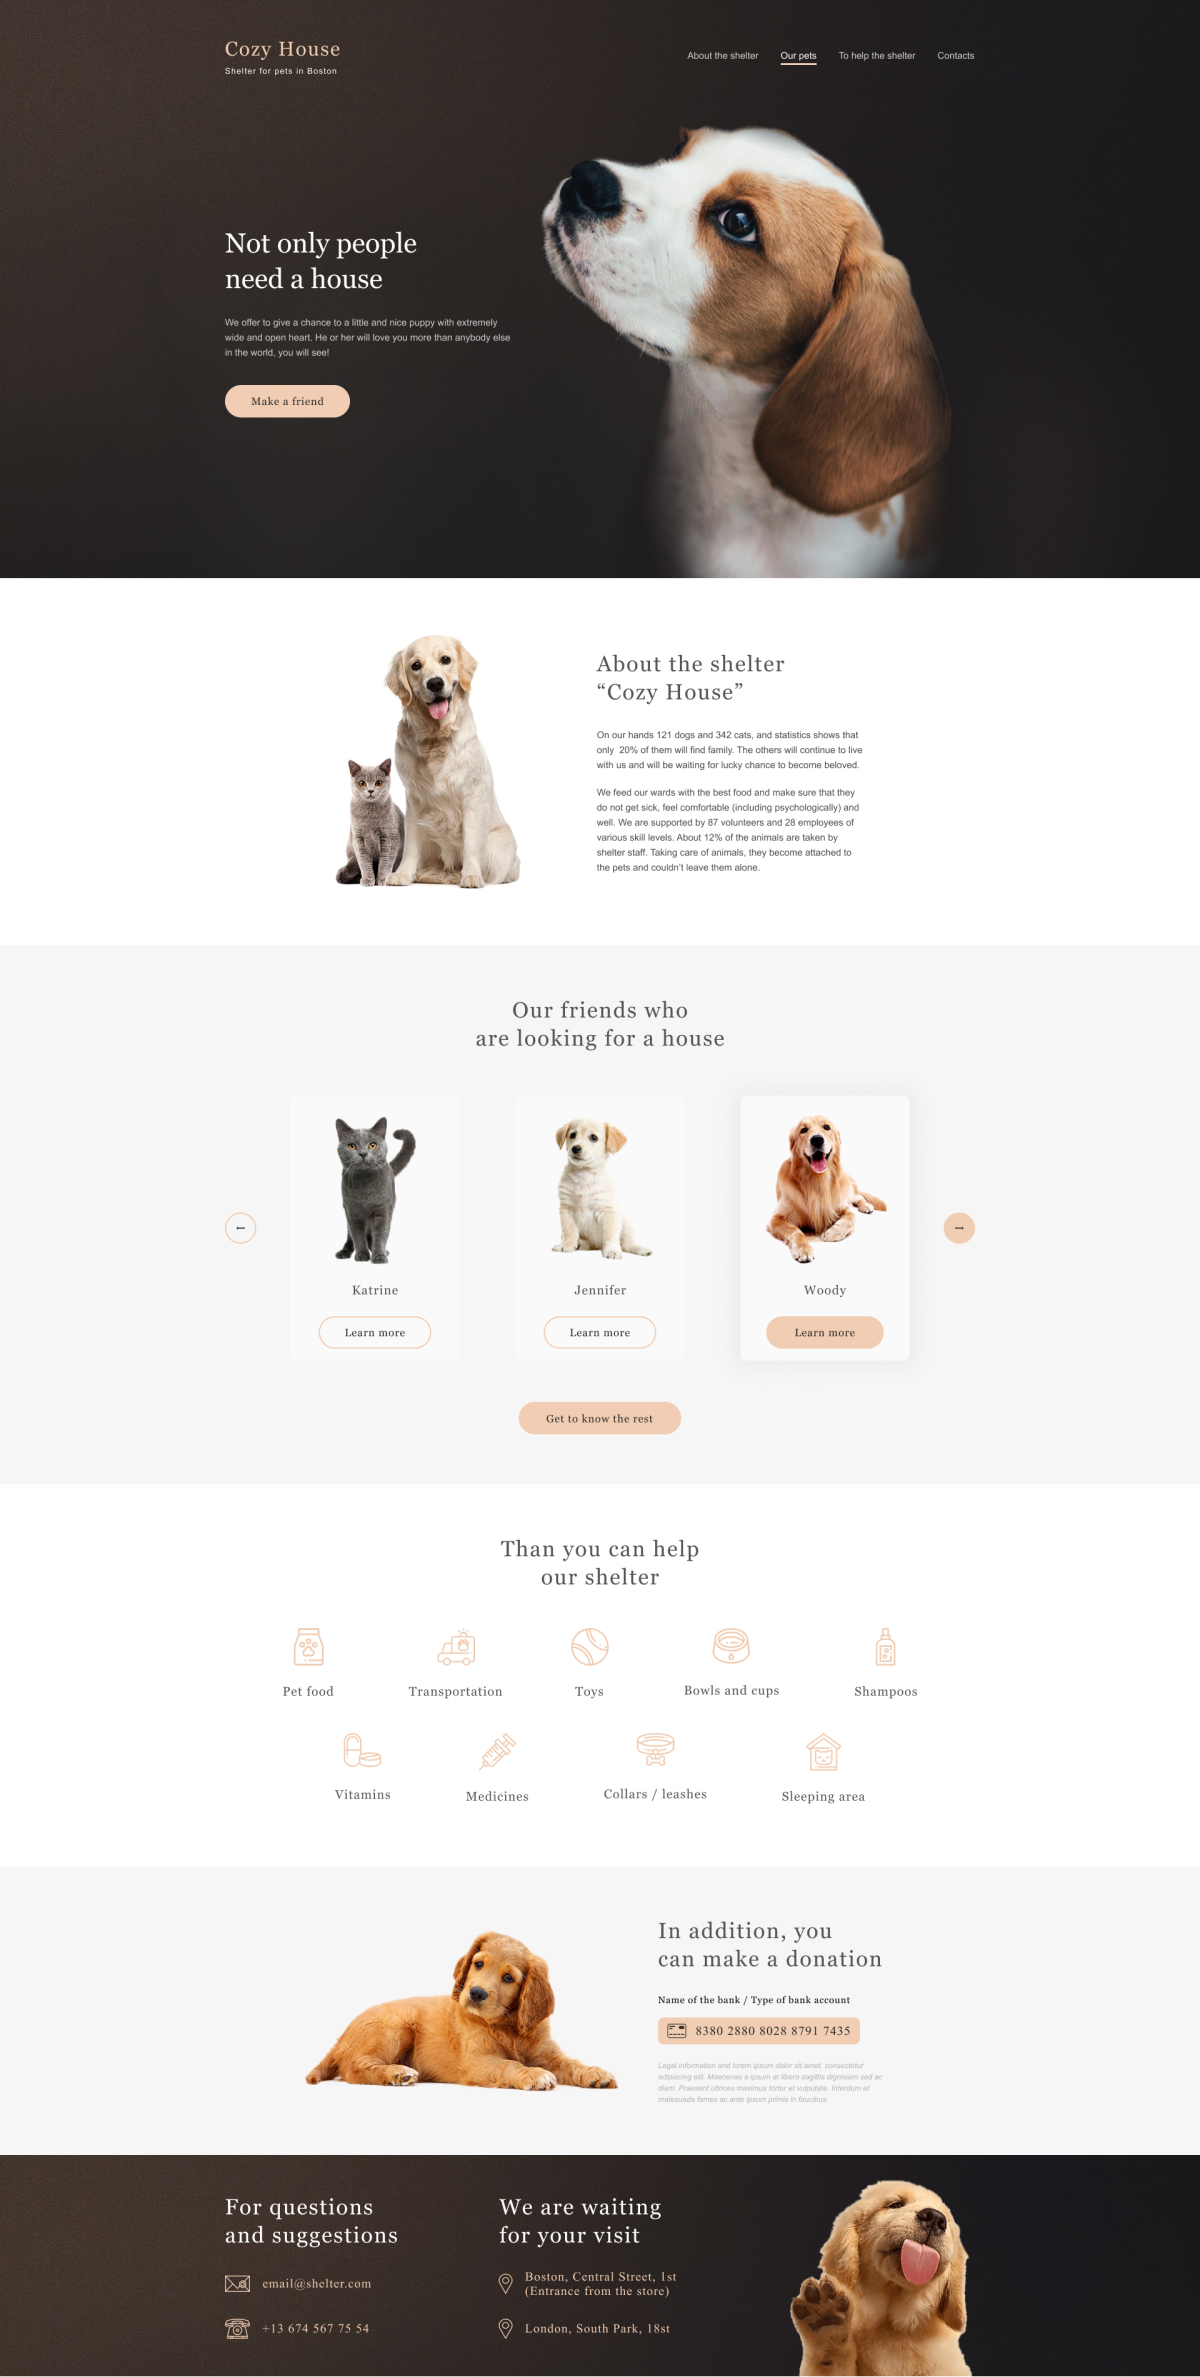 Cozy House
Shelter for pets in Boston
About the shelter
Our pets
To help the shelter
Contacts
Not only people
need a house
We offer to give a chance to a little and nice puppy with extremely
wide and open heart. He or her will love you more than anybody else
in the world, you will see!
Make a friend
About the shelter
“Cozy House”
On our hands 121 dogs and 342 cats, and statistics shows that
only 20% of them will find family. The others will continue to live
with us and will be waiting for lucky chance to become beloved.
We feed our wards with the best food and make sure that they
do not get sick, feel comfortable (including psychologically) and
well. We are supported by 87 volunteers and 28 employees of
various skill levels. About 12% of the animals are taken by
shelter staff. Taking care of animals, they become attached to
the pets and couldn’t leave them alone.
Our friends who
are looking for a house
Katrine
Learn more
Jennifer
Learn more
Woody
Learn more
Get to know the rest
Than you can help
our shelter
Pet food
Transportation
Toys
Bowls and cups
Shampoos
Vitamins
Medicines
Collars / leashes
Sleeping area
In addition, you
can make a donation
Name of the bank / Type of bank account
8380 2880 8028 8791 7435
Legal information and lorem ipsum dolor sit amet, consectetur
adipiscing elit. Maecenas a ipsum at libero sagittis dignissim sed ac
diam. Praesent ultrices maximus tortor et vulputate. Interdum et
malesuada fames ac ante ipsum primis in faucibus.
For questions
and suggestions
email@shelter.com
+13 674 567 75 54
We are waiting
for your visit
Boston, Central Street, 1st
(Entrance from the store)
London, South Park, 18st